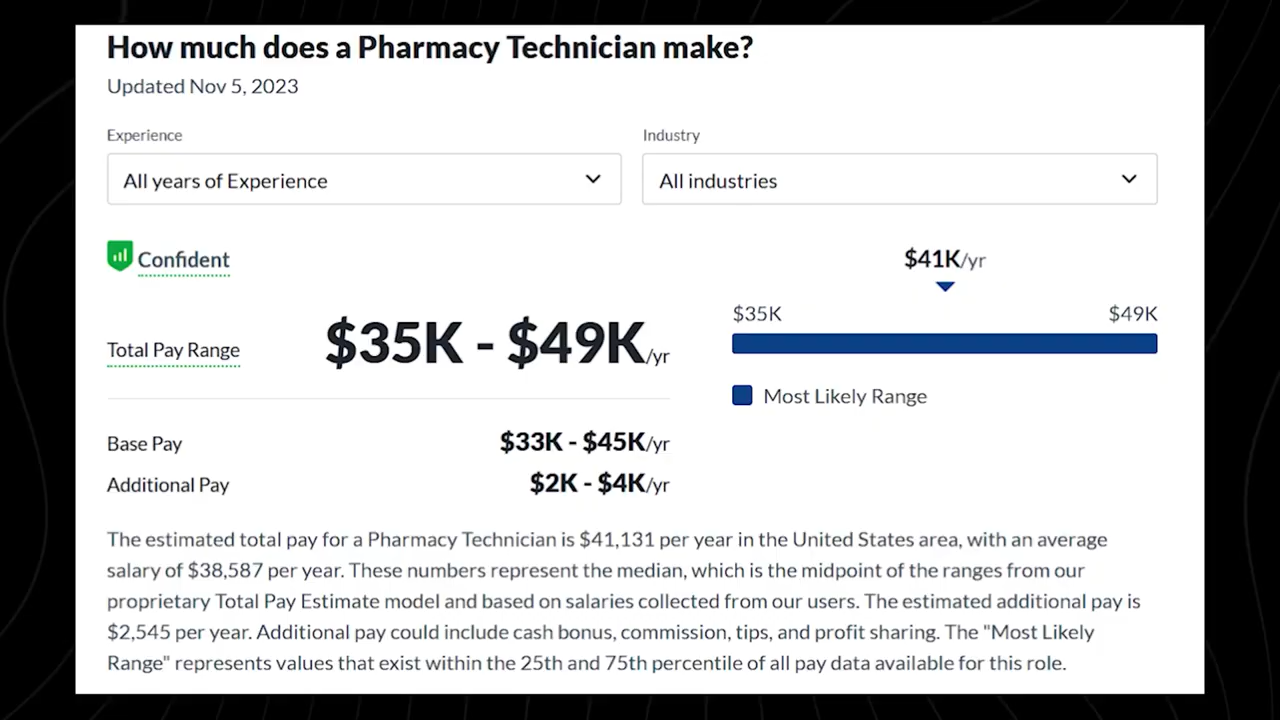 How much does a Pharmacy Technician make?
Updated Nov 5, 2023
Experience
Industry
All years of Experience
All industries
Confident
$41K/yr
$35K
$49K
Total Pay Range
$35K - $49K/yr
Most Likely Range
Base Pay
$33K - $45K/yr
Additional Pay
$2K - $4K/yr
The estimated total pay for a Pharmacy Technician is $41,131 per year in the United States area, with an average
salary of $38,587 per year. These numbers represent the median, which is the midpoint of the ranges from our
proprietary Total Pay Estimate model and based on salaries collected from our users. The estimated additional pay is
$2,545 per year. Additional pay could include cash bonus, commission, tips, and profit sharing. The "Most Likely
Range" represents values that exist within the 25th and 75th percentile of all pay data available for this role.